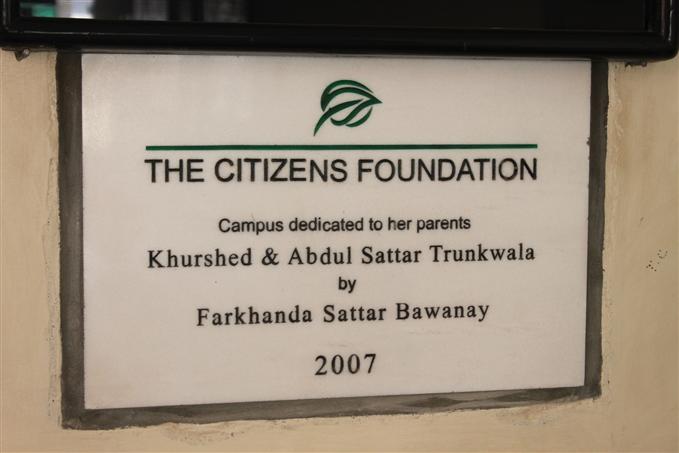 THE CITIZENS FOUNDATION
Campus dedicated to her parents
Khurshed & Abdul Sattar Trunkwala
by
Farkhanda Sattar Bawanay
2007